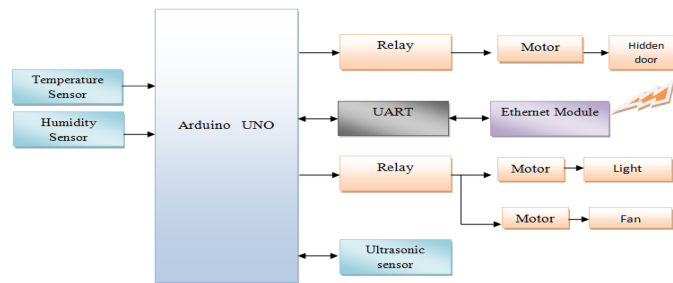 Temperature
Sensor
Humidity
Sensor
Arduino UNO
Relay
Motor
Hidden
door
UART
Ethernet Module
Relay
Motor
Light
Motor
Fan
Ultrasonic
sensor